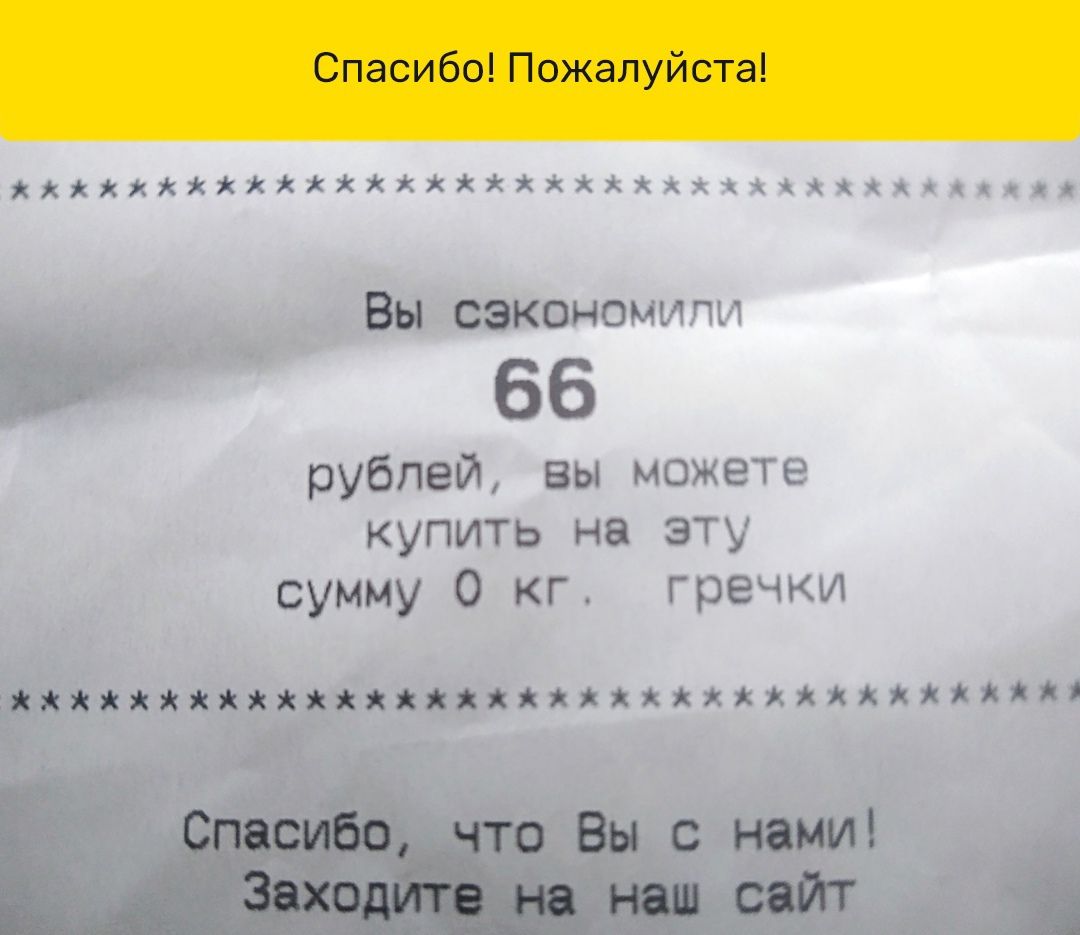 Спасибо! Пожалуйста!
************************************
Вы сэкономили
66
рублей, вы можете
купить на эту
сумму 0 кг. гречки
************************************
Спасибо, что Вы с нами!
Заходите на наш сайт